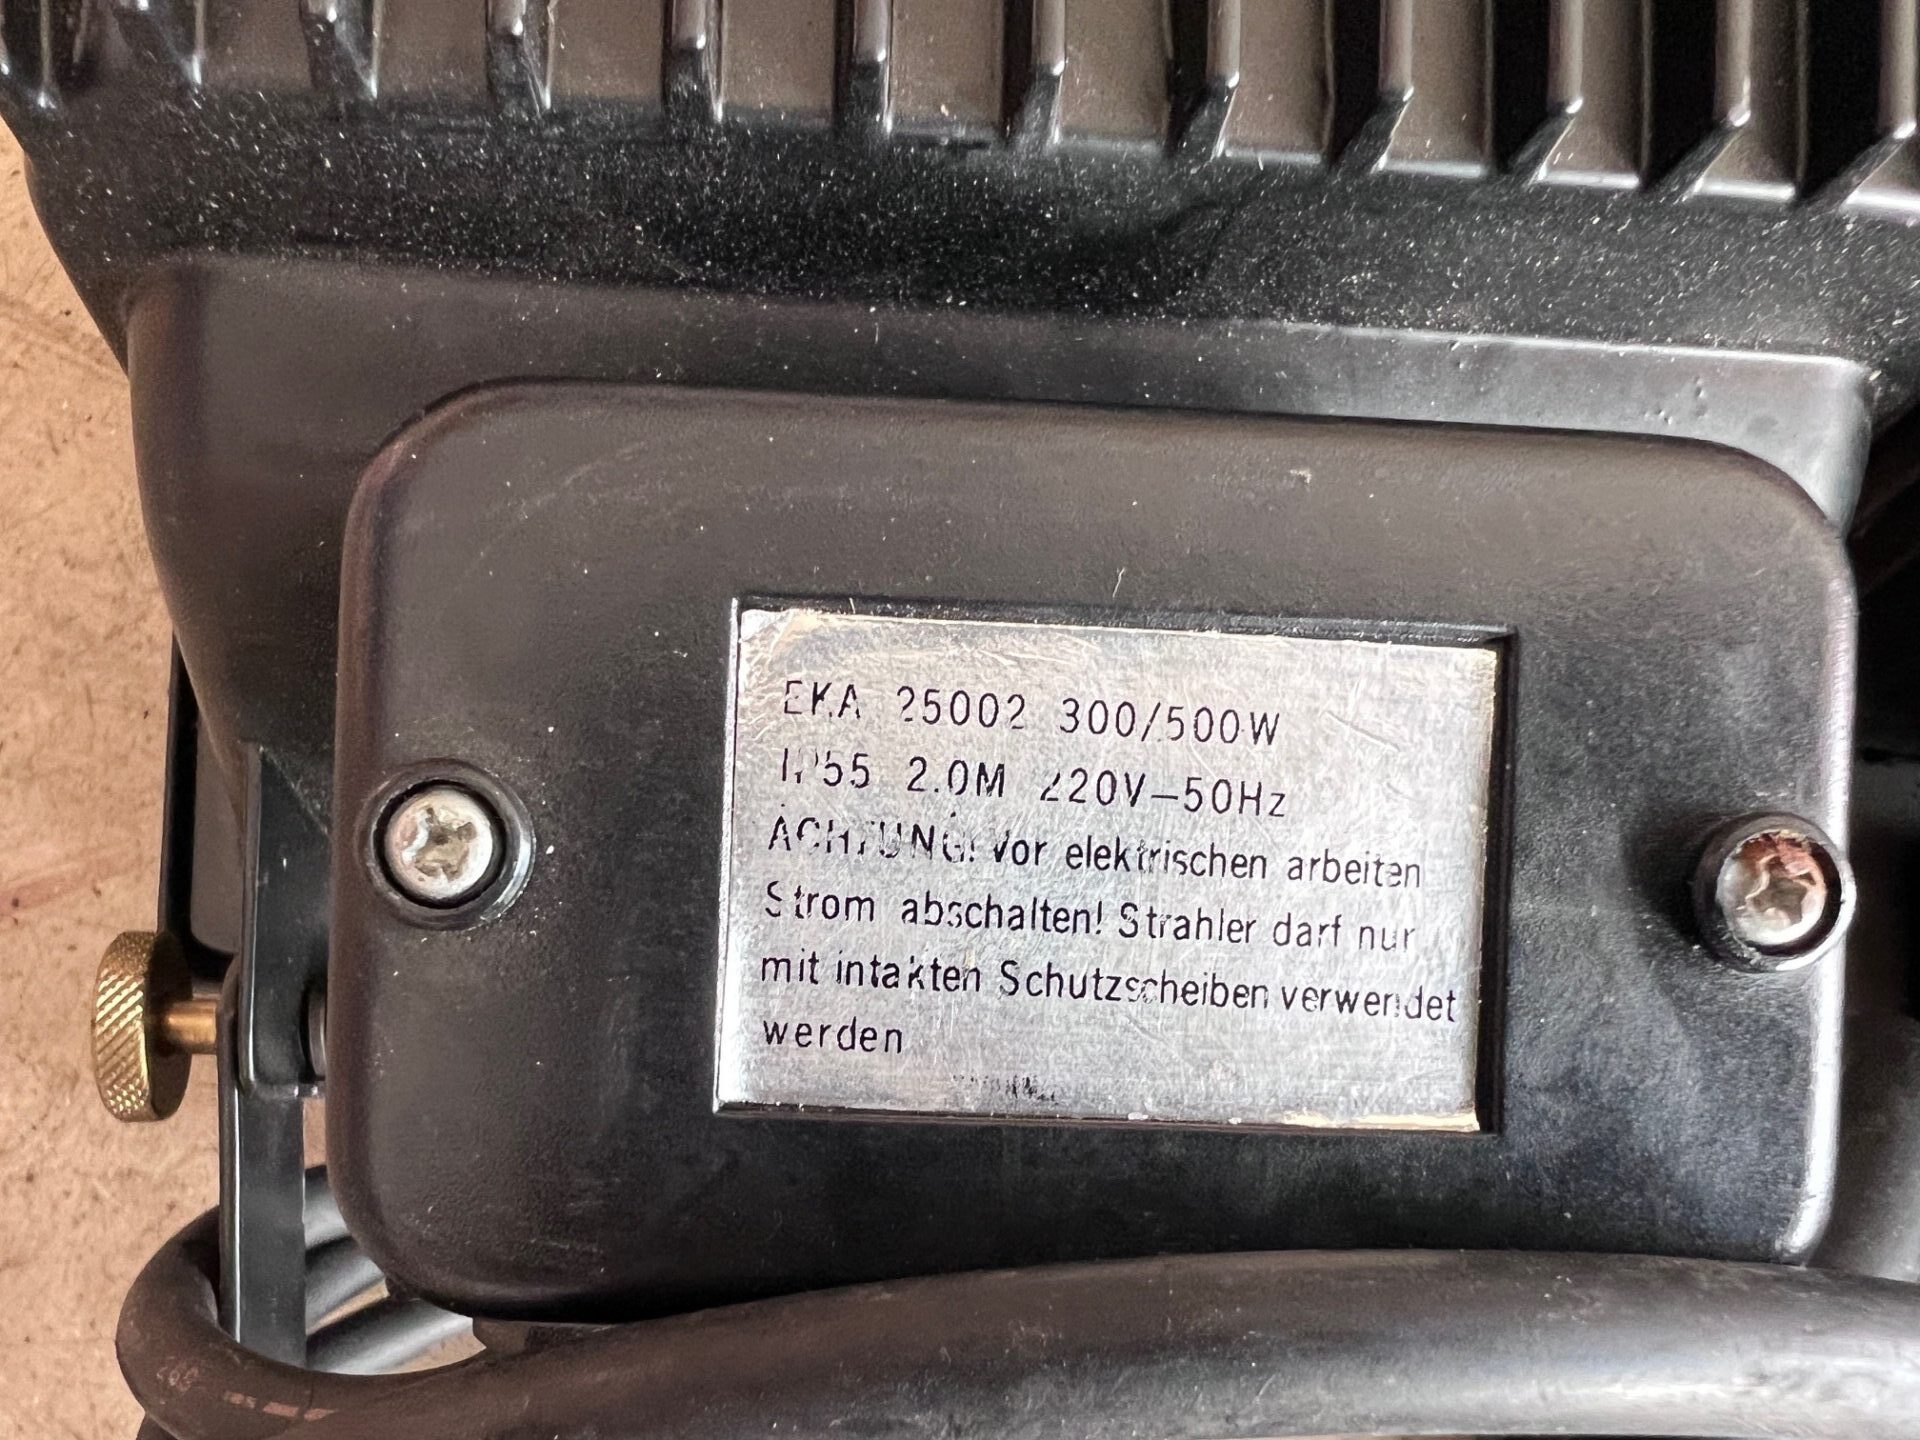 EKA 25002 300/500W
IP55 2.0M 220V-50Hz
ACHTUNG! Vor elektrischen arbeiten
Strom abschalten! Strahler darf nur
mit intakten Schutzscheiben verwendet
werden